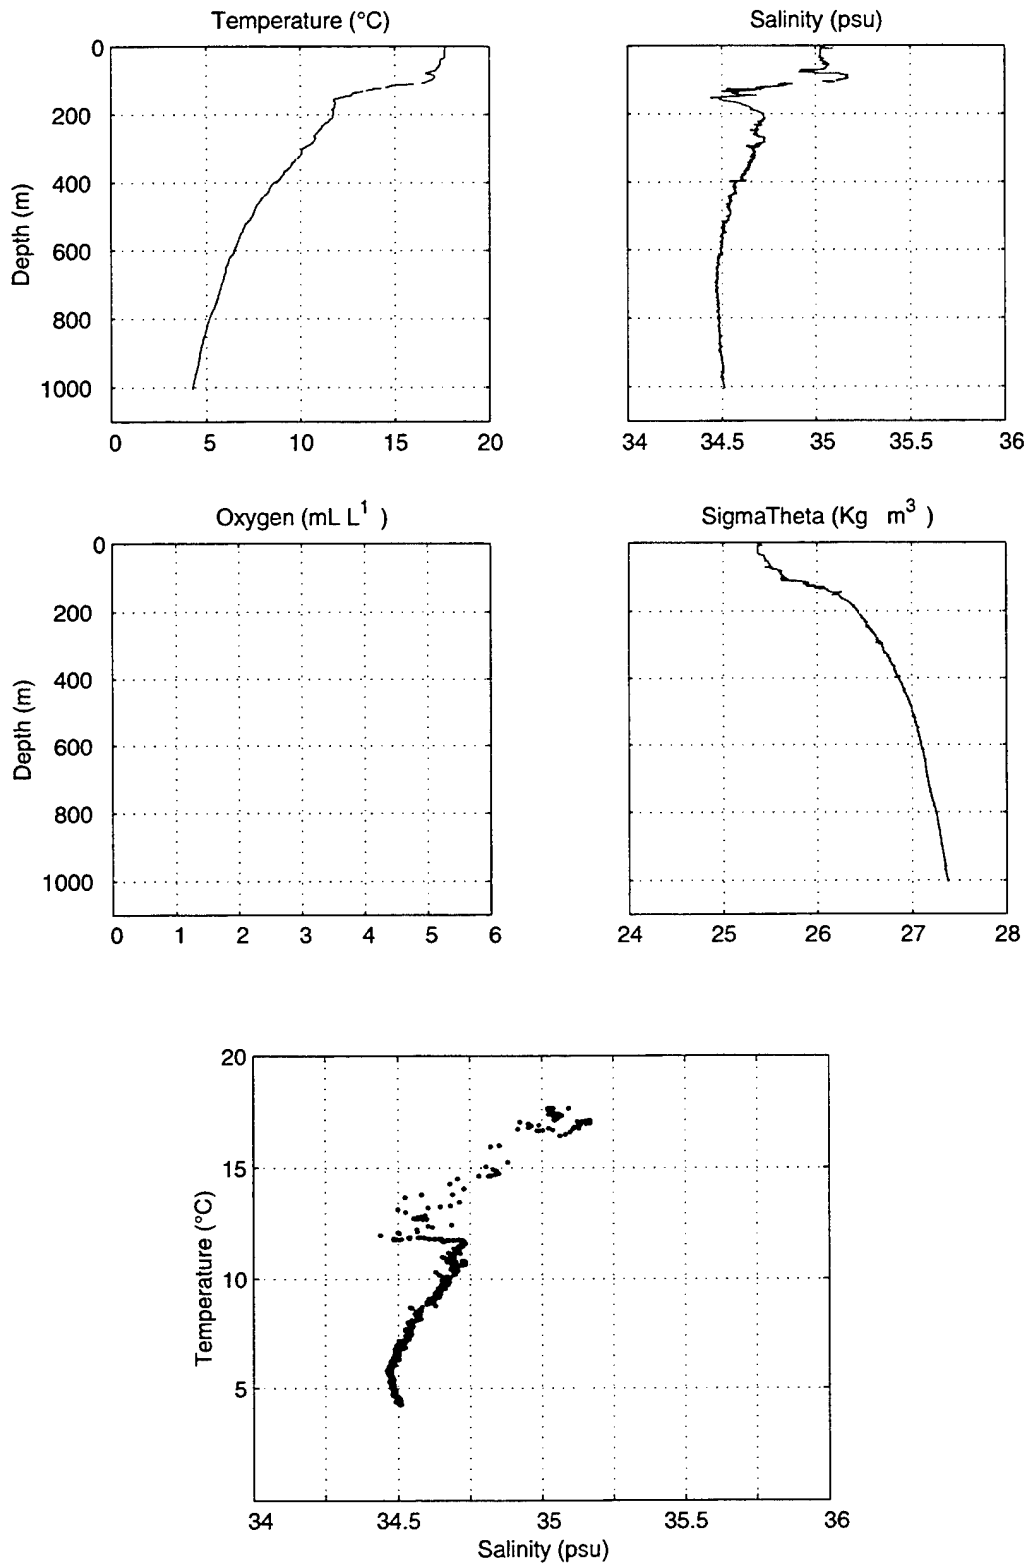 Temperature (°C)
Salinity (psu)
0
200
400
600
800
1000
Depth (m)
0 5 10 15 20
34 34.5 35 35.5 36
Oxygen (mL L1 )
SigmaTheta (Kg m3 )
0
200
400
600
800
1000
Depth (m)
0 1 2 3 4 5 6
24 25 26 27 28
20
15
10
5
Temperature (°C)
34 34.5 35 35.5 36
Salinity (psu)